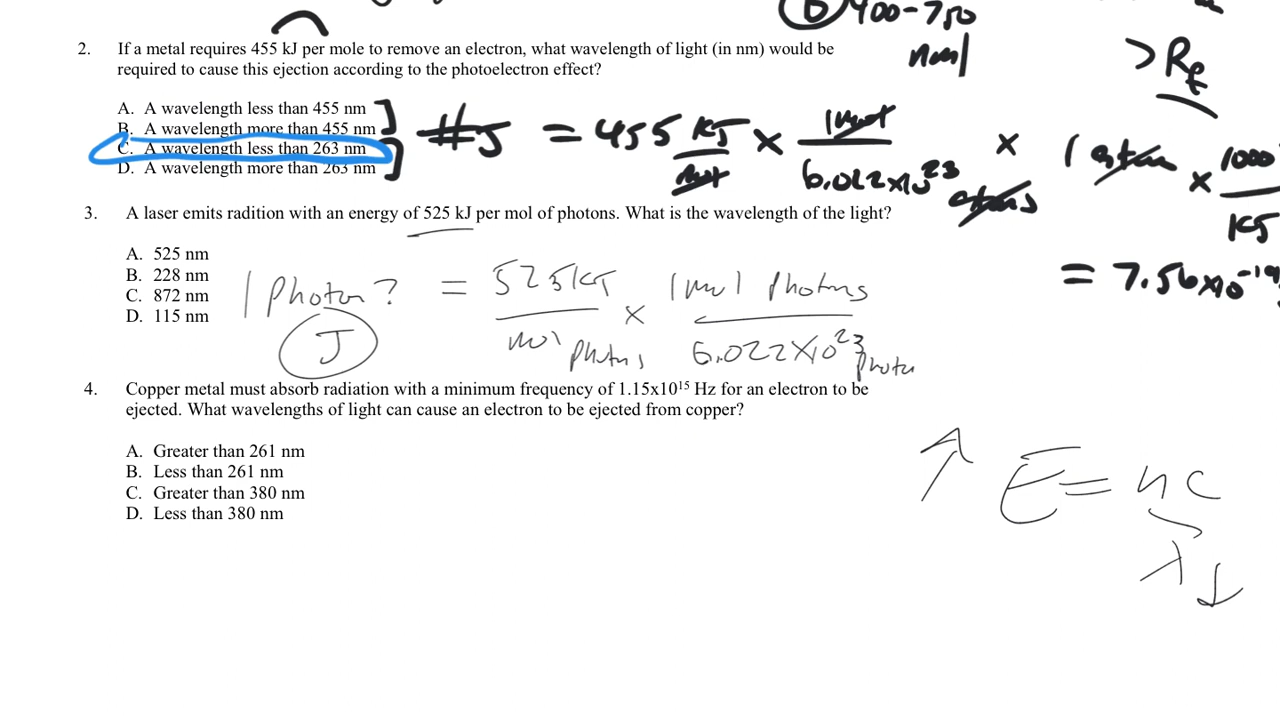 (b) 400-750
nm
> RE
2. If a metal requires 455 kJ per mole to remove an electron, what wavelength of light (in nm) would be
required to cause this ejection according to the photoelectron effect?
A. A wavelength less than 455 nm
B. A wavelength more than 455 nm
C. A wavelength less than 263 nm
D. A wavelength more than 263 nm
#J = 455 KJ/mol × 1 mol/6.022×10^23 atoms × 1 atom × 1000/KJ
= 7.56×10^-19
3. A laser emits radition with an energy of 525 kJ per mol of photons. What is the wavelength of the light?
A. 525 nm
B. 228 nm
C. 872 nm
D. 115 nm
1 Photon? = 525KJ/mol photons × 1 mol photons/6.022×10^23 photon
J
4. Copper metal must absorb radiation with a minimum frequency of 1.15x10¹⁵ Hz for an electron to be
ejected. What wavelengths of light can cause an electron to be ejected from copper?
A. Greater than 261 nm
B. Less than 261 nm
C. Greater than 380 nm
D. Less than 380 nm
↑ E = hc/λ ↓